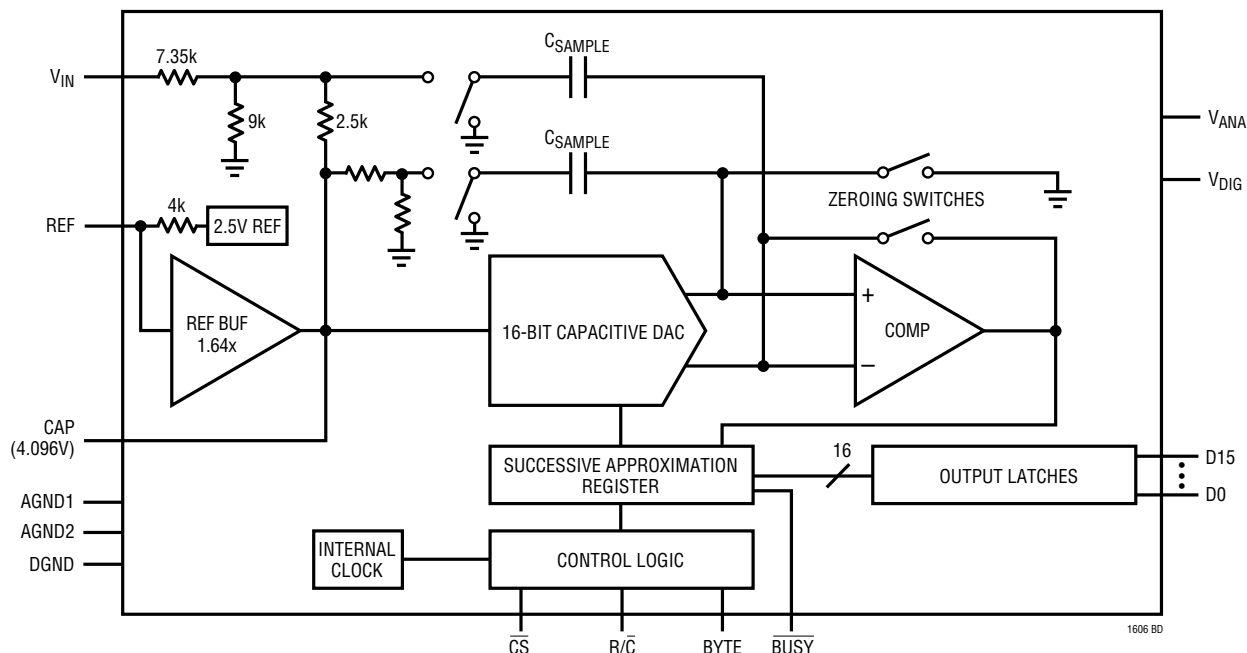 7.35k
C_SAMPLE
V_IN
9k
2.5k
C_SAMPLE
V_ANA
V_DIG
ZEROING SWITCHES
4k
REF
2.5V REF
REF BUF
1.64x
16-BIT CAPACITIVE DAC
+
COMP
−
CAP
(4.096V)
16
SUCCESSIVE APPROXIMATION
REGISTER
OUTPUT LATCHES
D15
D0
AGND1
AGND2
DGND
INTERNAL
CLOCK
CONTROL LOGIC
C̅S̅
R/C̅
BYTE
B̅U̅S̅Y̅
1606 BD